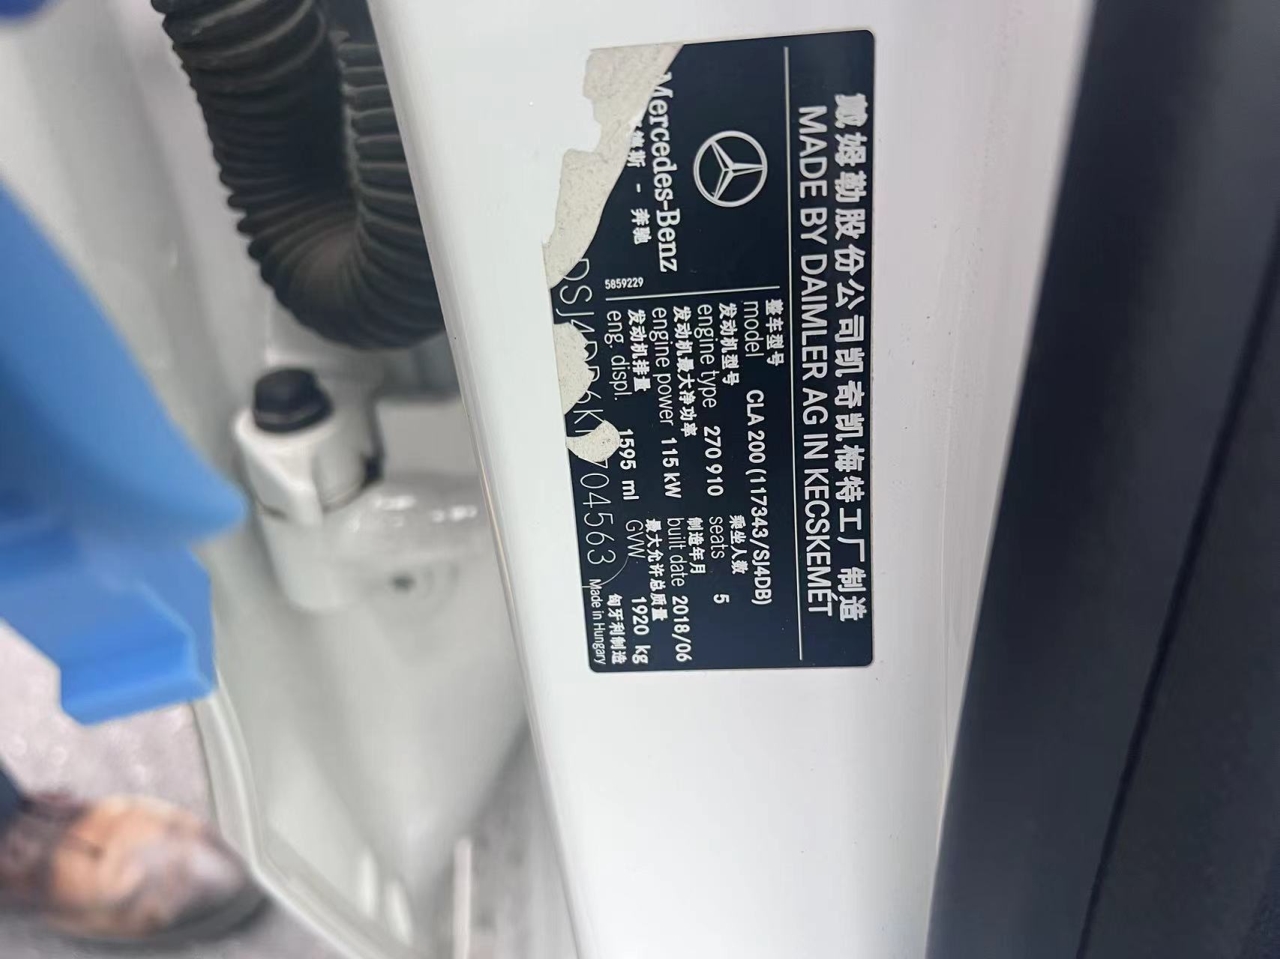 戴姆勒股份公司凯奇凯梅特工厂制造
MADE BY DAIMLER AG IN KECSKEMÉT
Mercedes-Benz
斯 - 奔驰
5859229
整车型号
model CLA 200 (117343/SJ4DB)
发动机型号 乘坐人数
engine type 270 910 seats 5
发动机最大净功率 制造年月
engine power 115 kW built date 2018/06
发动机排量 最大允许总质量
eng. displ. 1595 ml GVW 1920 kg
704563
匈牙利制造
Made in Hungary